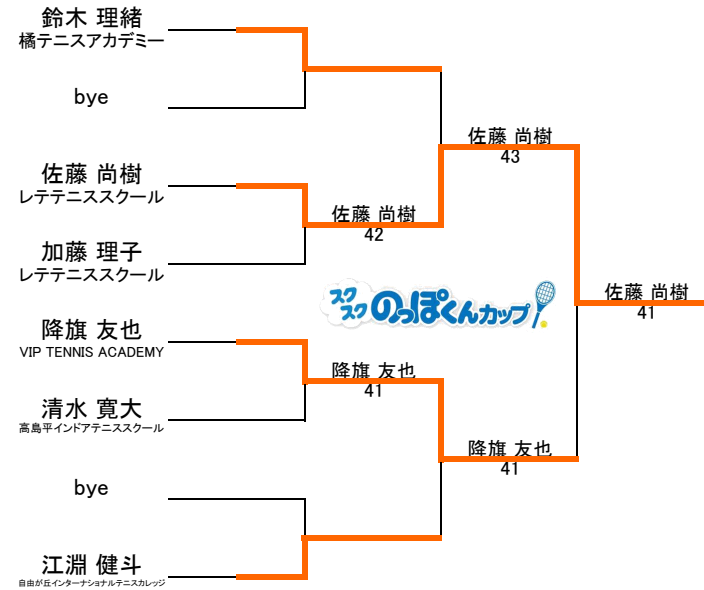 鈴木 理緒
橘テニスアカデミー
bye
佐藤 尚樹
レテテニススクール
加藤 理子
レテテニススクール
降旗 友也
VIP TENNIS ACADEMY
清水 寛大
高島平インドアテニススクール
bye
江淵 健斗
自由が丘インターナショナルテニスカレッジ
佐藤 尚樹
42
降旗 友也
41
佐藤 尚樹
43
降旗 友也
41
スクスクのっぽくんカップ
佐藤 尚樹
41